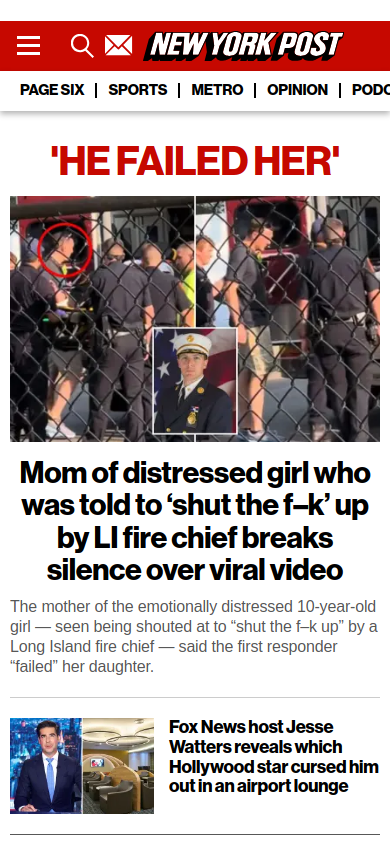 NEW YORK POST
PAGE SIX | SPORTS | METRO | OPINION | PODC
'HE FAILED HER'
Mom of distressed girl who
was told to ‘shut the f–k’ up
by LI fire chief breaks
silence over viral video
The mother of the emotionally distressed 10-year-old
girl — seen being shouted at to “shut the f–k up” by a
Long Island fire chief — said the first responder
“failed” her daughter.
Fox News host Jesse
Watters reveals which
Hollywood star cursed him
out in an airport lounge